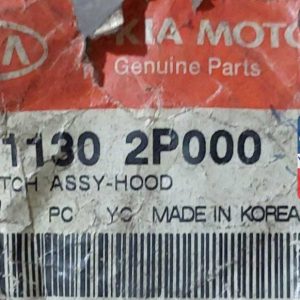 KIA MOTO
Genuine Parts
1130 2P000
TCH ASSY-HOOD
PC YC MADE IN KOREA